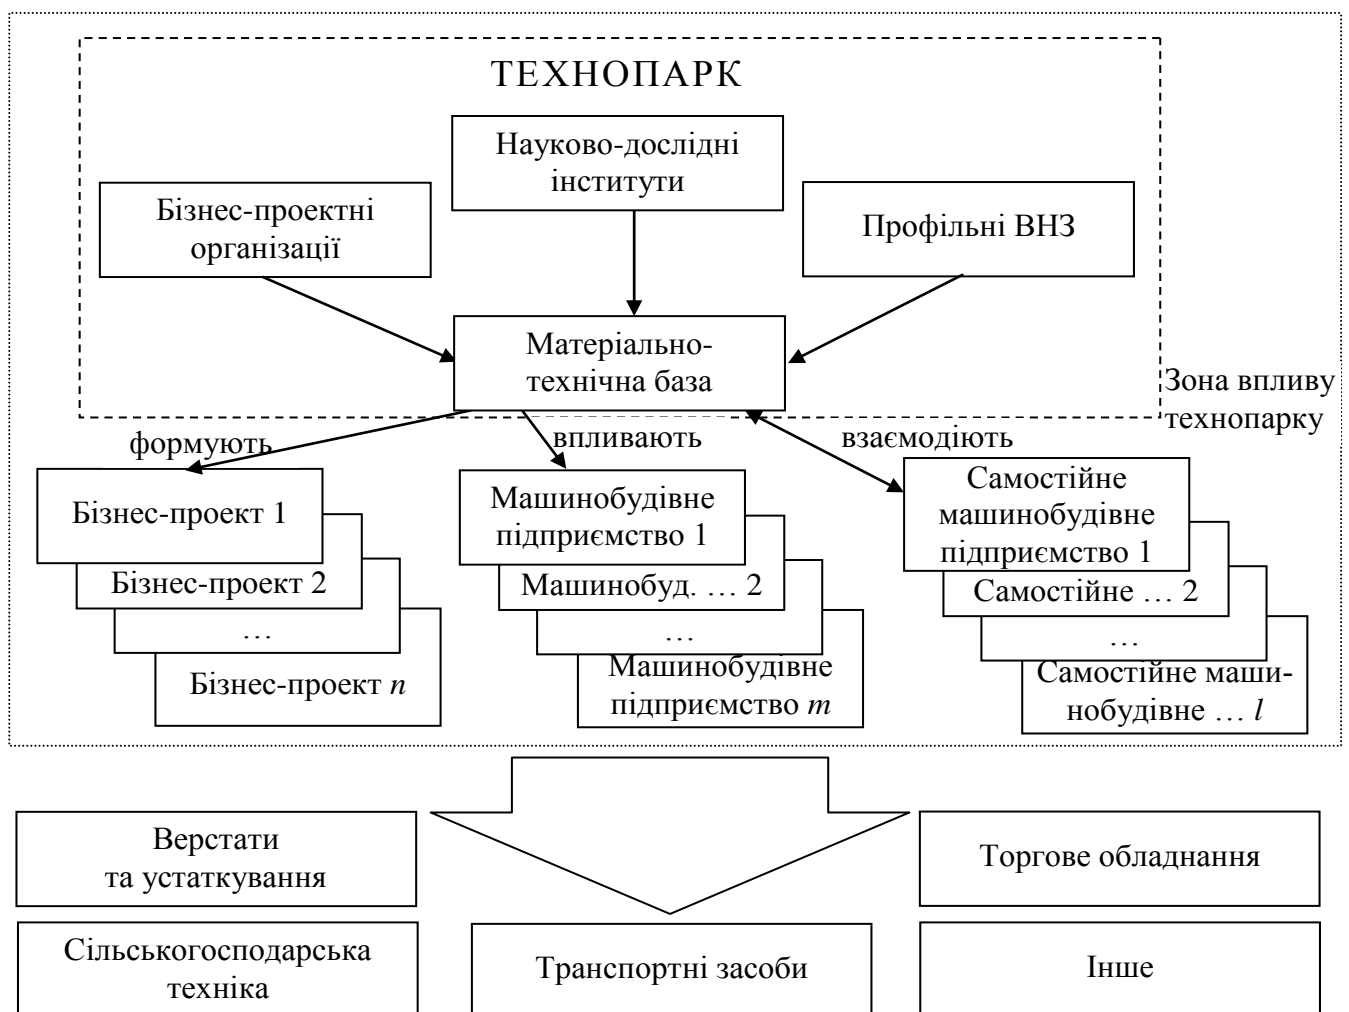 ТЕХНОПАРК
Науково-дослідні
інститути
Бізнес-проектні
організації
Профільні ВНЗ
Матеріально-
технічна база
Зона впливу
технопарку
формують
впливають
взаємодіють
Бізнес-проект 1
Бізнес-проект 2
…
Бізнес-проект n
Машинобудівне
підприємство 1
Машинобуд. … 2
…
Машинобудівне
підприємство m
Самостійне
машинобудівне
підприємство 1
Самостійне … 2
…
Самостійне маши-
нобудівне … l
Верстати
та устаткування
Торгове обладнання
Сільськогосподарська
техніка
Транспортні засоби
Інше